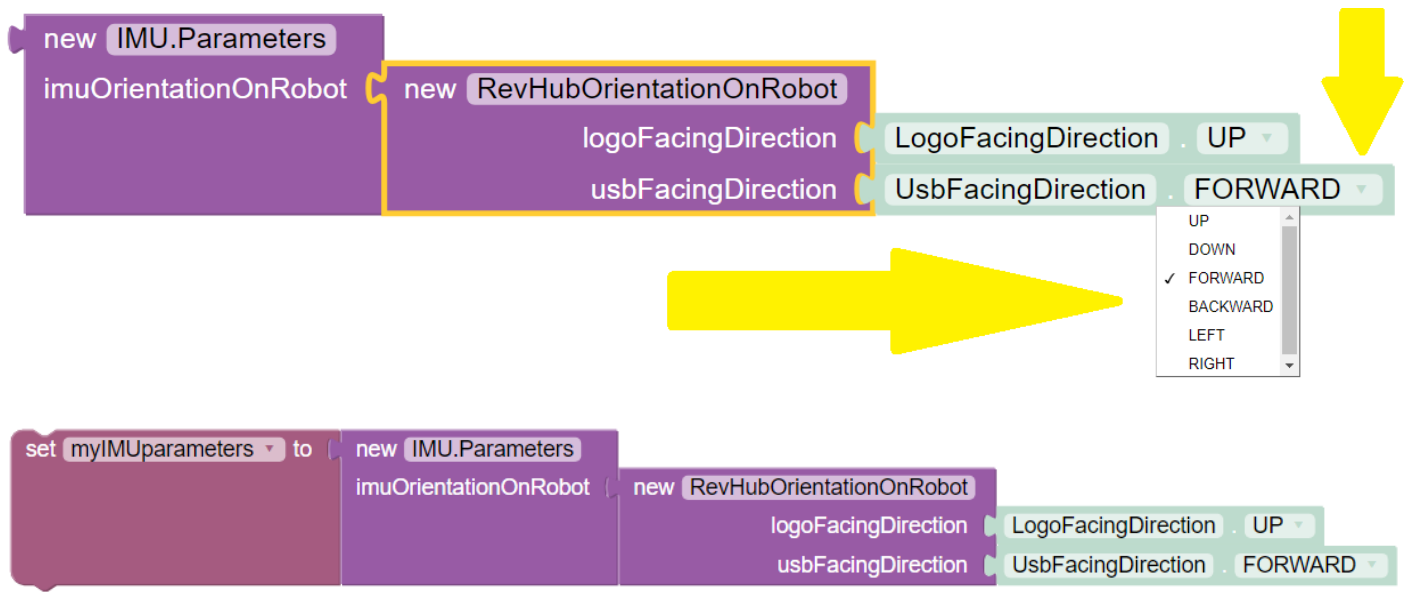 new IMU.Parameters
imuOrientationOnRobot new RevHubOrientationOnRobot
logoFacingDirection LogoFacingDirection . UP
usbFacingDirection UsbFacingDirection . FORWARD
UP
DOWN
✓ FORWARD
BACKWARD
LEFT
RIGHT
set myIMUparameters to new IMU.Parameters
imuOrientationOnRobot new RevHubOrientationOnRobot
logoFacingDirection LogoFacingDirection . UP
usbFacingDirection UsbFacingDirection . FORWARD